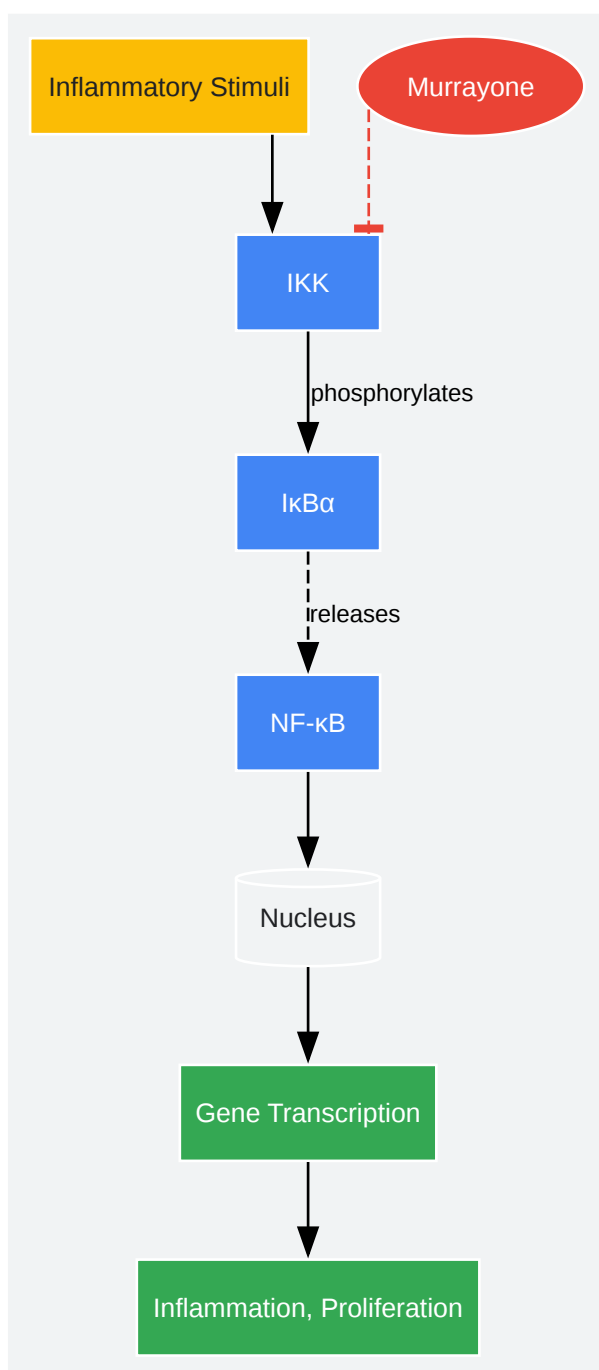 Inflammatory Stimuli
Murrayone
IKK
phosphorylates
IκBα
releases
NF-κB
Nucleus
Gene Transcription
Inflammation, Proliferation